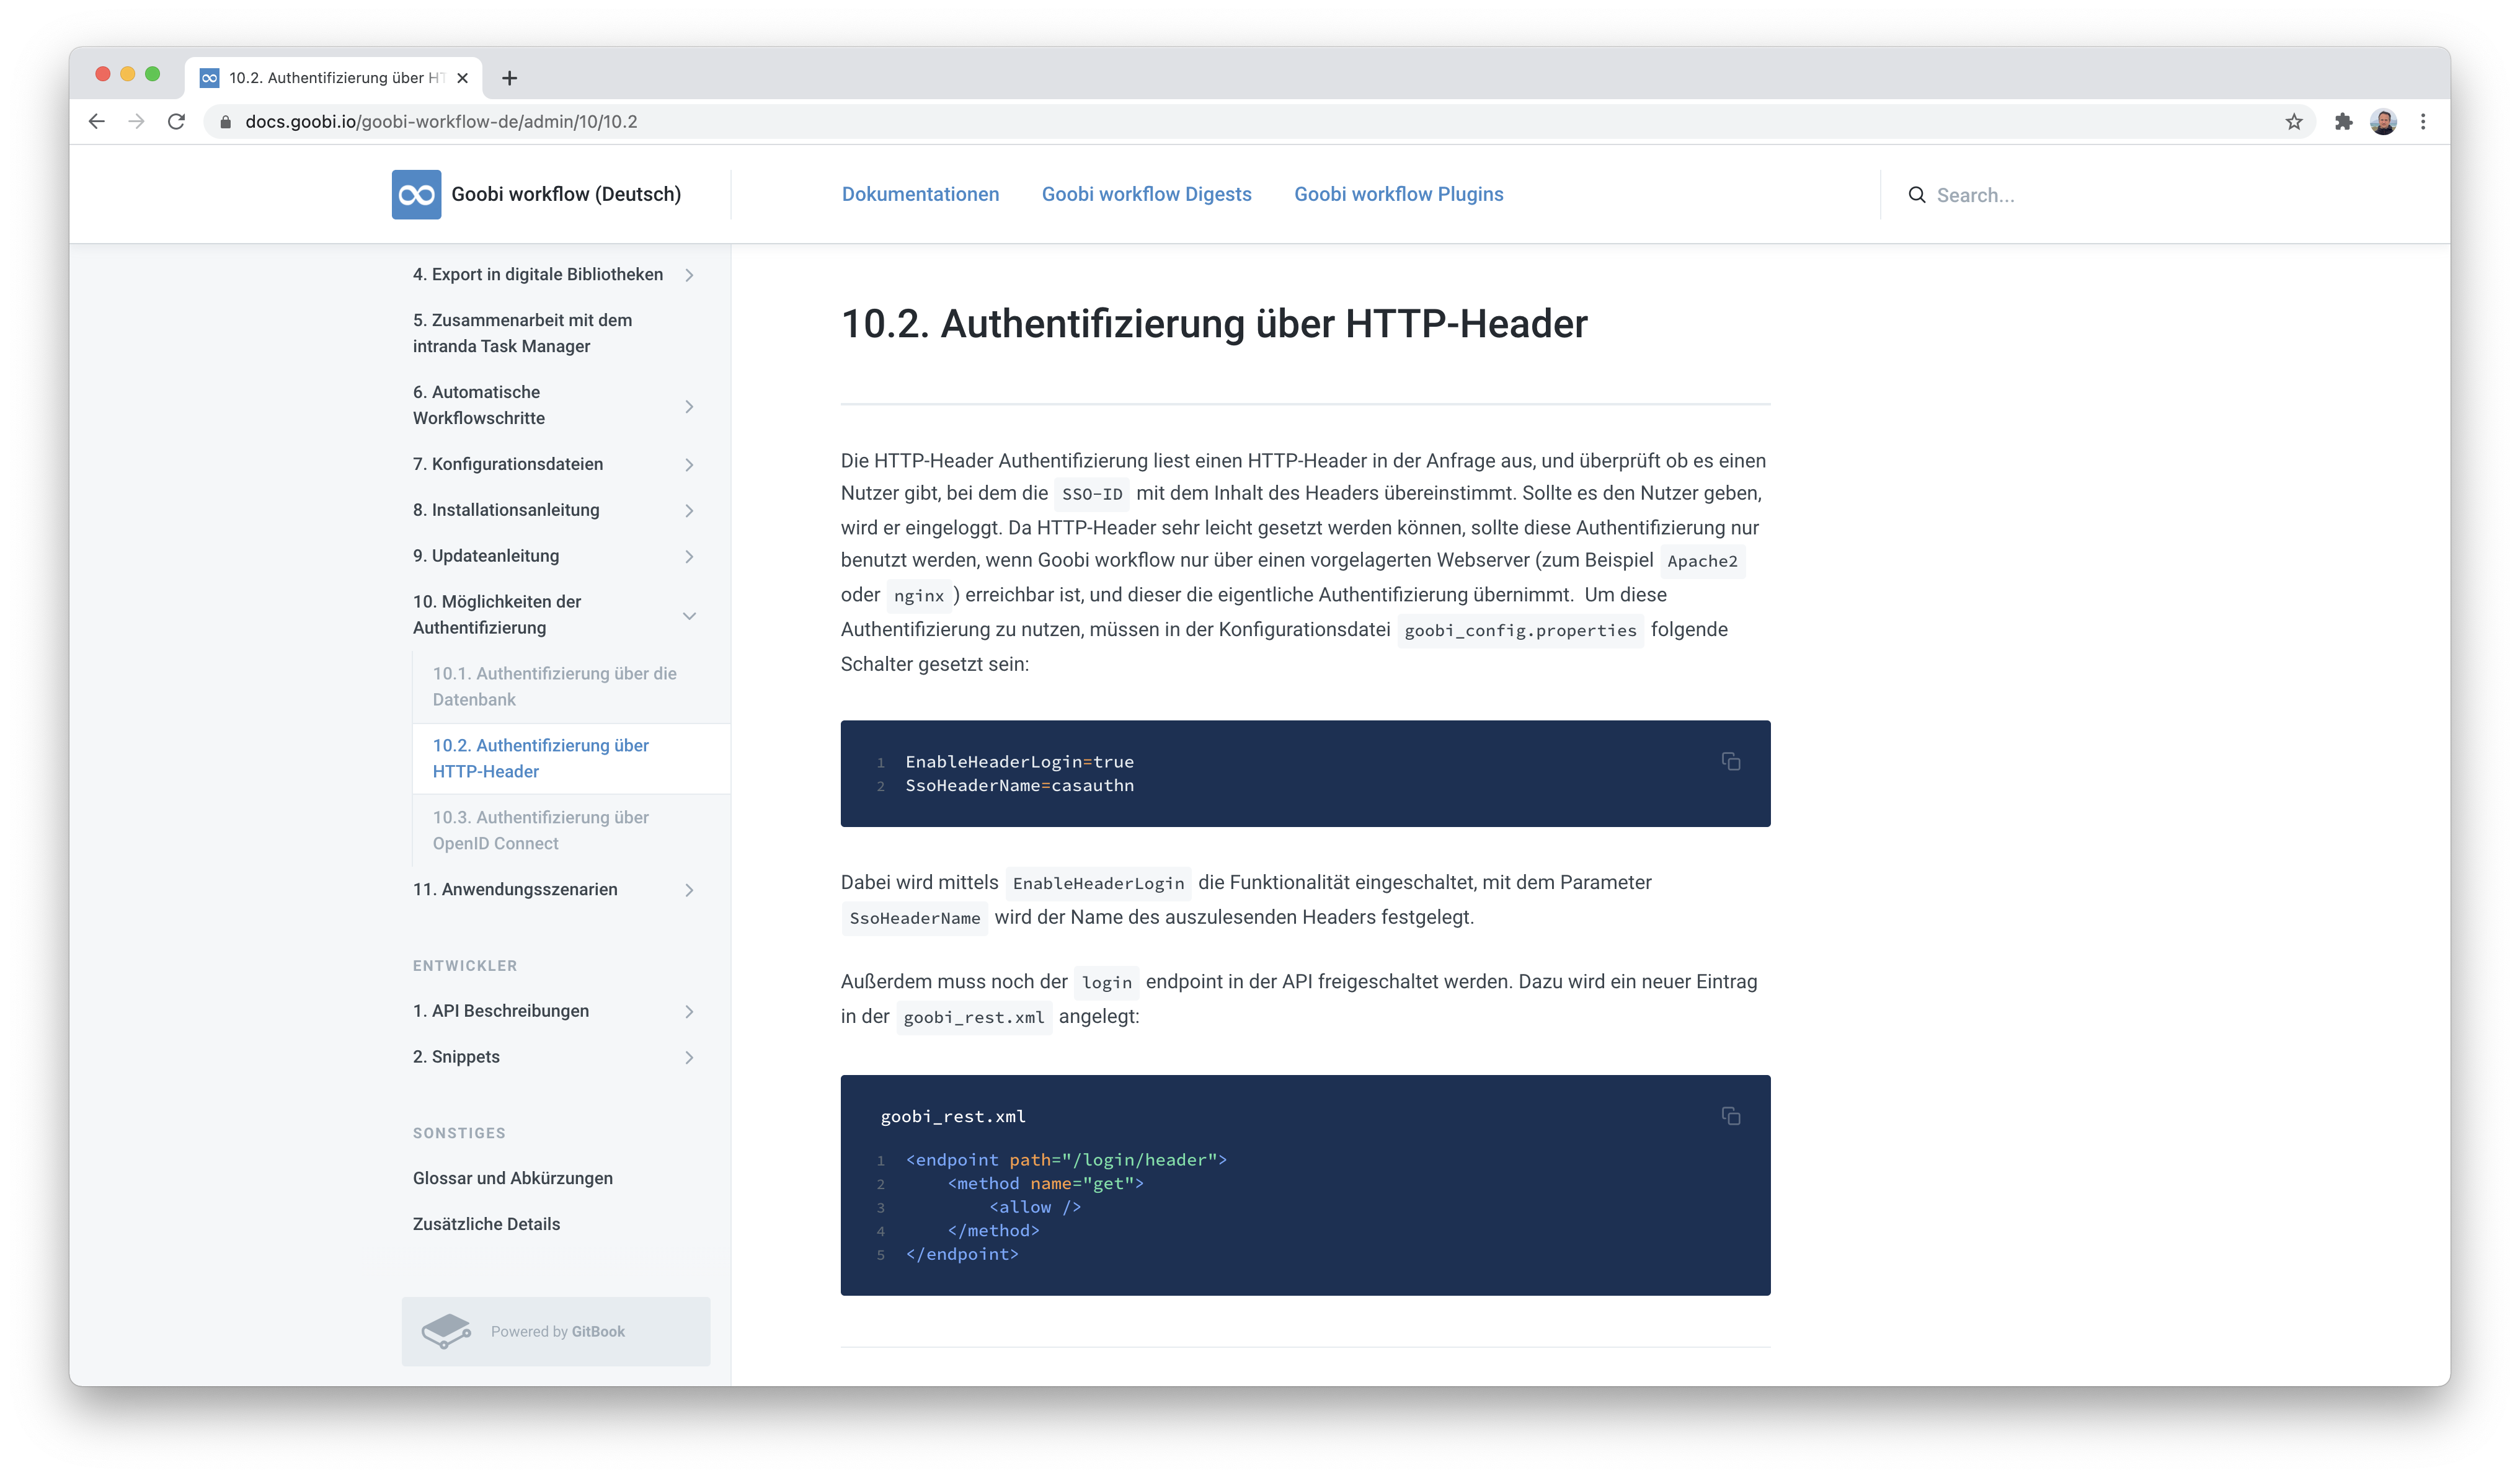 10.2. Authentifizierung über HT
docs.goobi.io/goobi-workflow-de/admin/10/10.2
Goobi workflow (Deutsch)
Dokumentationen
Goobi workflow Digests
Goobi workflow Plugins
Search...
4. Export in digitale Bibliotheken
5. Zusammenarbeit mit dem
intranda Task Manager
6. Automatische
Workflowschritte
7. Konfigurationsdateien
8. Installationsanleitung
9. Updateanleitung
10. Möglichkeiten der
Authentifizierung
10.1. Authentifizierung über die
Datenbank
10.2. Authentifizierung über
HTTP-Header
10.3. Authentifizierung über
OpenID Connect
11. Anwendungsszenarien
ENTWICKLER
1. API Beschreibungen
2. Snippets
SONSTIGES
Glossar und Abkürzungen
Zusätzliche Details
Powered by GitBook
10.2. Authentifizierung über HTTP-Header
Die HTTP-Header Authentifizierung liest einen HTTP-Header in der Anfrage aus, und überprüft ob es einen
Nutzer gibt, bei dem die SSO-ID mit dem Inhalt des Headers übereinstimmt. Sollte es den Nutzer geben,
wird er eingeloggt. Da HTTP-Header sehr leicht gesetzt werden können, sollte diese Authentifizierung nur
benutzt werden, wenn Goobi workflow nur über einen vorgelagerten Webserver (zum Beispiel Apache2
oder nginx ) erreichbar ist, und dieser die eigentliche Authentifizierung übernimmt. Um diese
Authentifizierung zu nutzen, müssen in der Konfigurationsdatei goobi_config.properties folgende
Schalter gesetzt sein:
1 EnableHeaderLogin=true
2 SsoHeaderName=casauthn
Dabei wird mittels EnableHeaderLogin die Funktionalität eingeschaltet, mit dem Parameter
SsoHeaderName wird der Name des auszulesenden Headers festgelegt.
Außerdem muss noch der login endpoint in der API freigeschaltet werden. Dazu wird ein neuer Eintrag
in der goobi_rest.xml angelegt:
goobi_rest.xml
1 <endpoint path="/login/header">
2     <method name="get">
3         <allow />
4     </method>
5 </endpoint>